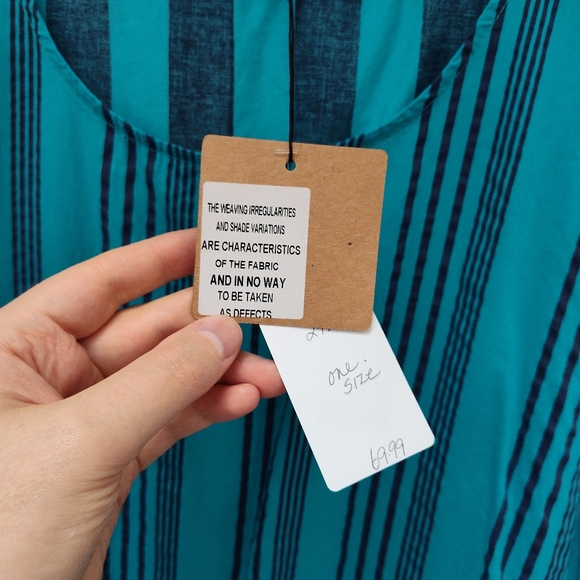 THE WEAVING IRREGULARITIES
AND SHADE VARIATIONS
ARE CHARACTERISTICS
OF THE FABRIC
AND IN NO WAY
TO BE TAKEN
AS DEFECTS
one.
SIZE
69.99